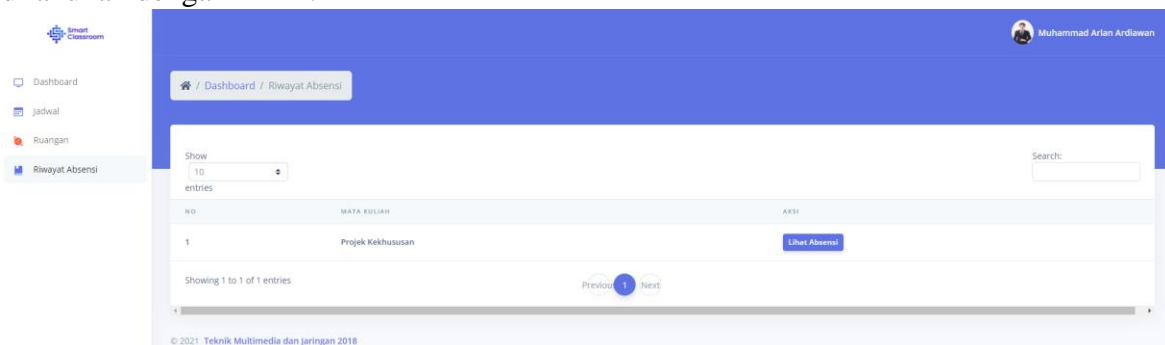 Smart
Classroom
Muhammad Arlan Ardiawan
Dashboard
Jadwal
Ruangan
Riwayat Absensi
/ Dashboard / Riwayat Absensi
Show
10
entries
Search:
NO MATA KULIAH AKSI
1 Projek Kekhususan Lihat Absensi
Showing 1 to 1 of 1 entries
Previous 1 Next
© 2021 Teknik Multimedia dan Jaringan 2018